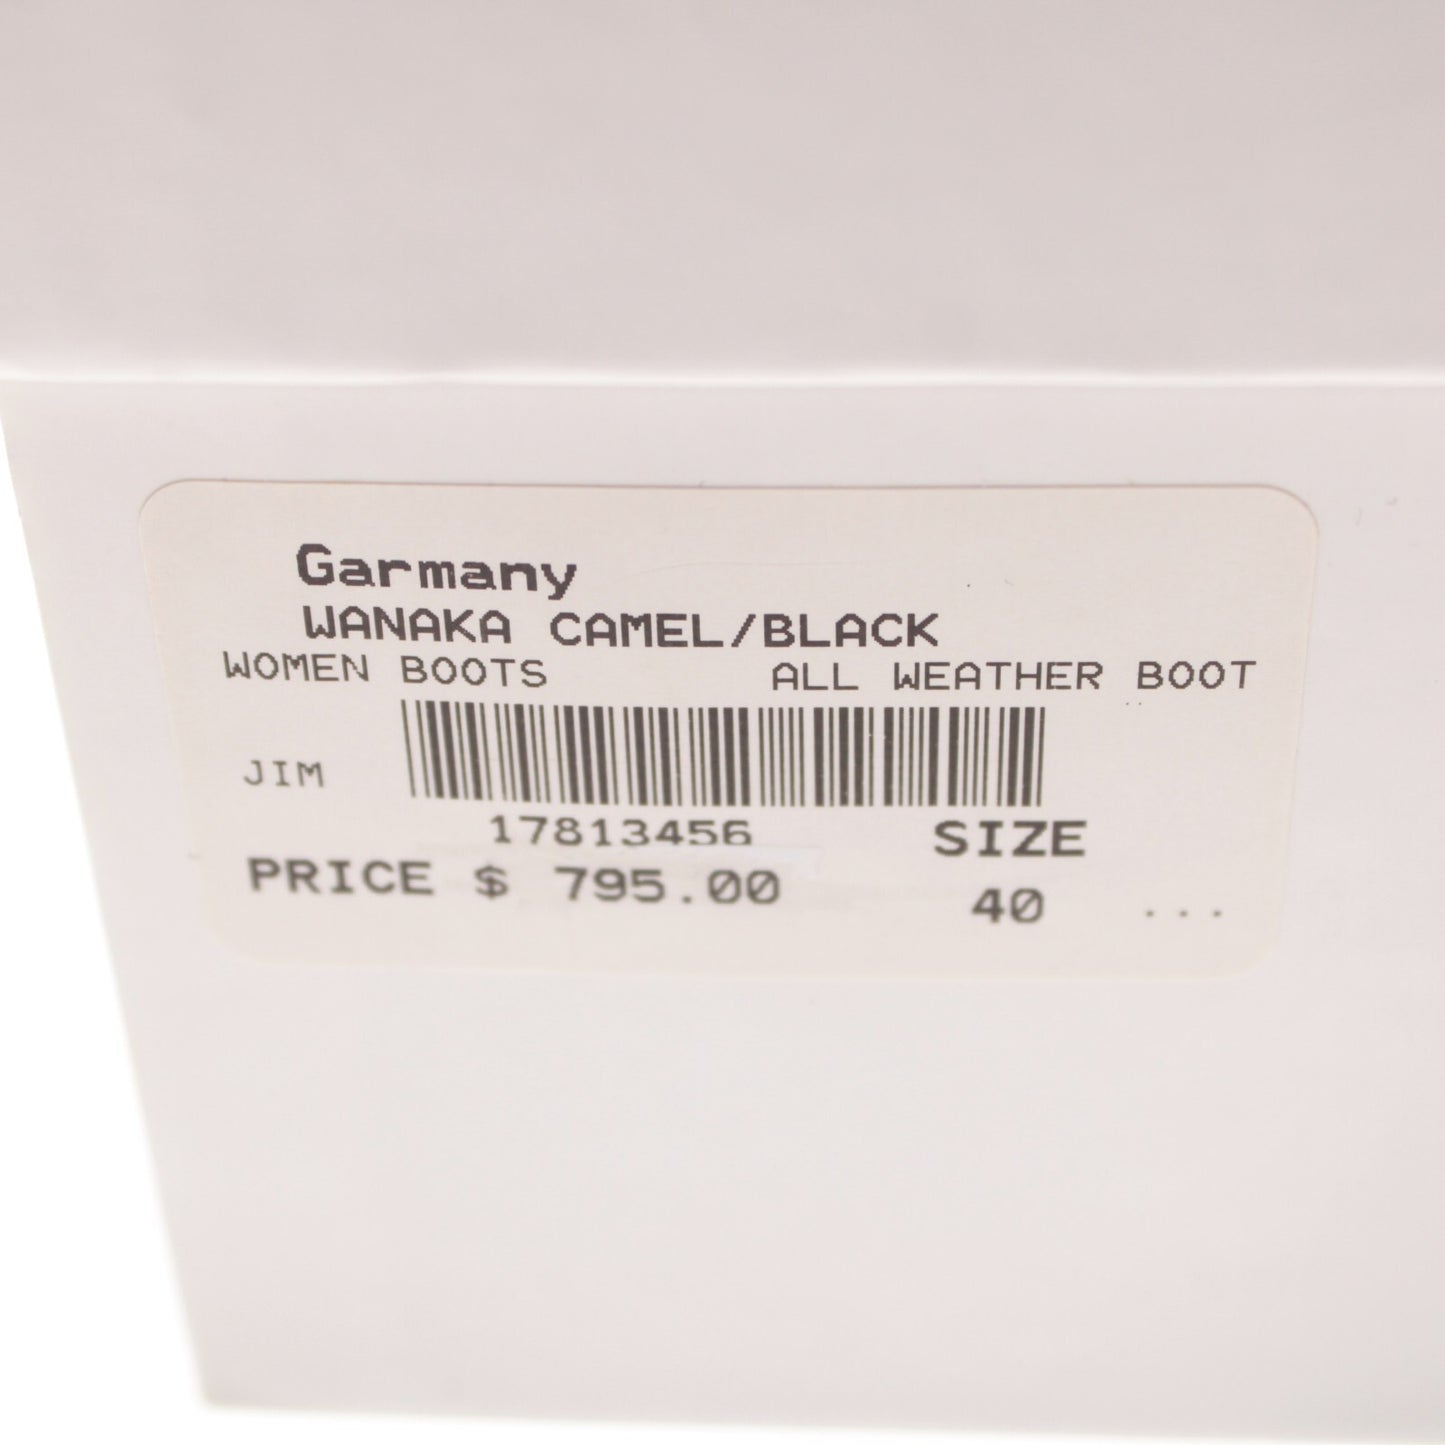 Garmany
WANAKA CAMEL/BLACK
WOMEN BOOTS ALL WEATHER BOOT
JIM
17813456 SIZE
PRICE $ 795.00 40 ...